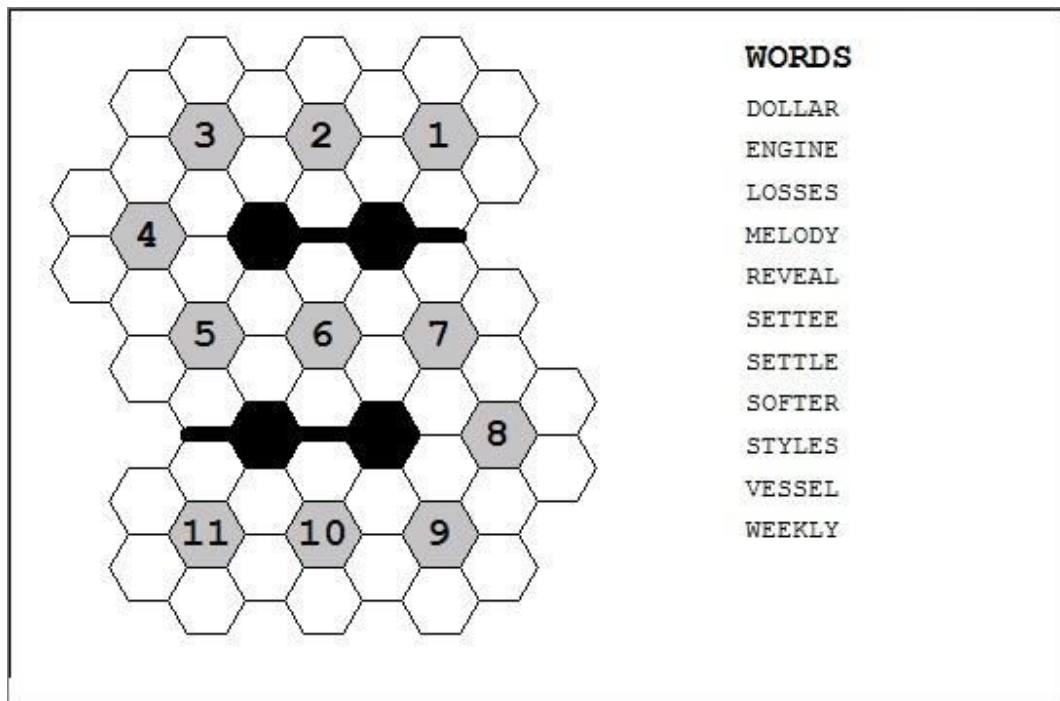 WORDS
3 2 1 DOLLAR
ENGINE
LOSSES
4 MELODY
REVEAL
5 6 7 SETTEE
SETTLE
8 SOFTER
STYLES
VESSEL
11 10 9 WEEKLY